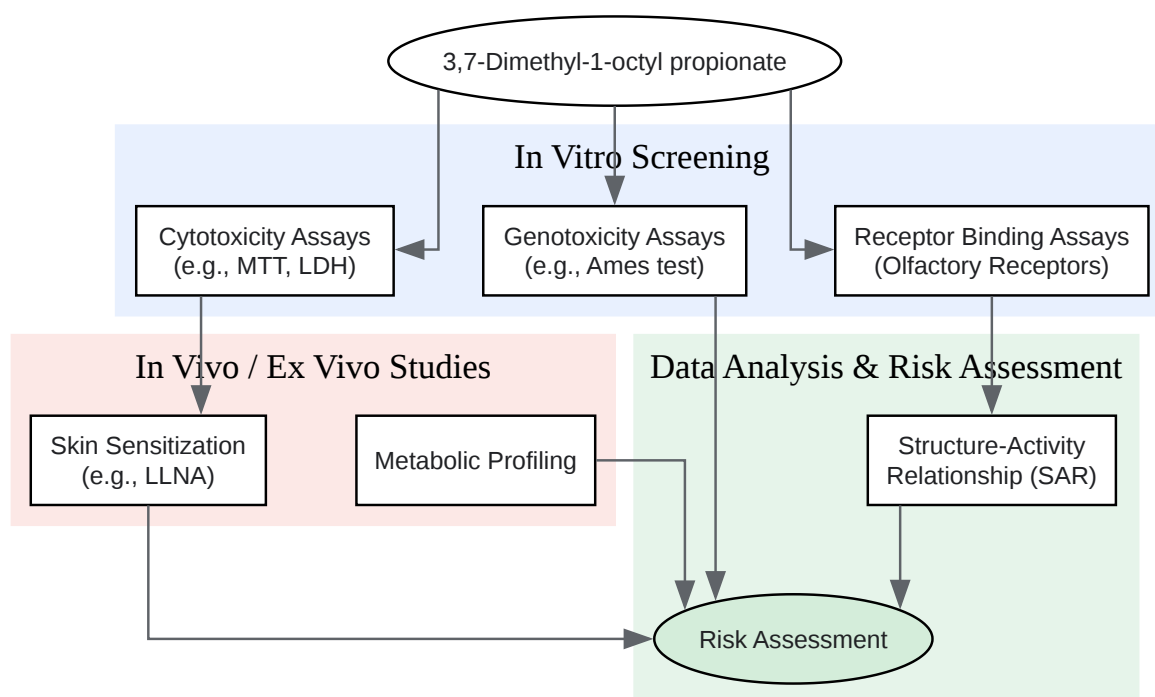 3,7-Dimethyl-1-octyl propionate
In Vitro Screening
Cytotoxicity Assays
(e.g., MTT, LDH)
Genotoxicity Assays
(e.g., Ames test)
Receptor Binding Assays
(Olfactory Receptors)
In Vivo / Ex Vivo Studies
Data Analysis & Risk Assessment
Skin Sensitization
(e.g., LLNA)
Metabolic Profiling
Structure-Activity
Relationship (SAR)
Risk Assessment